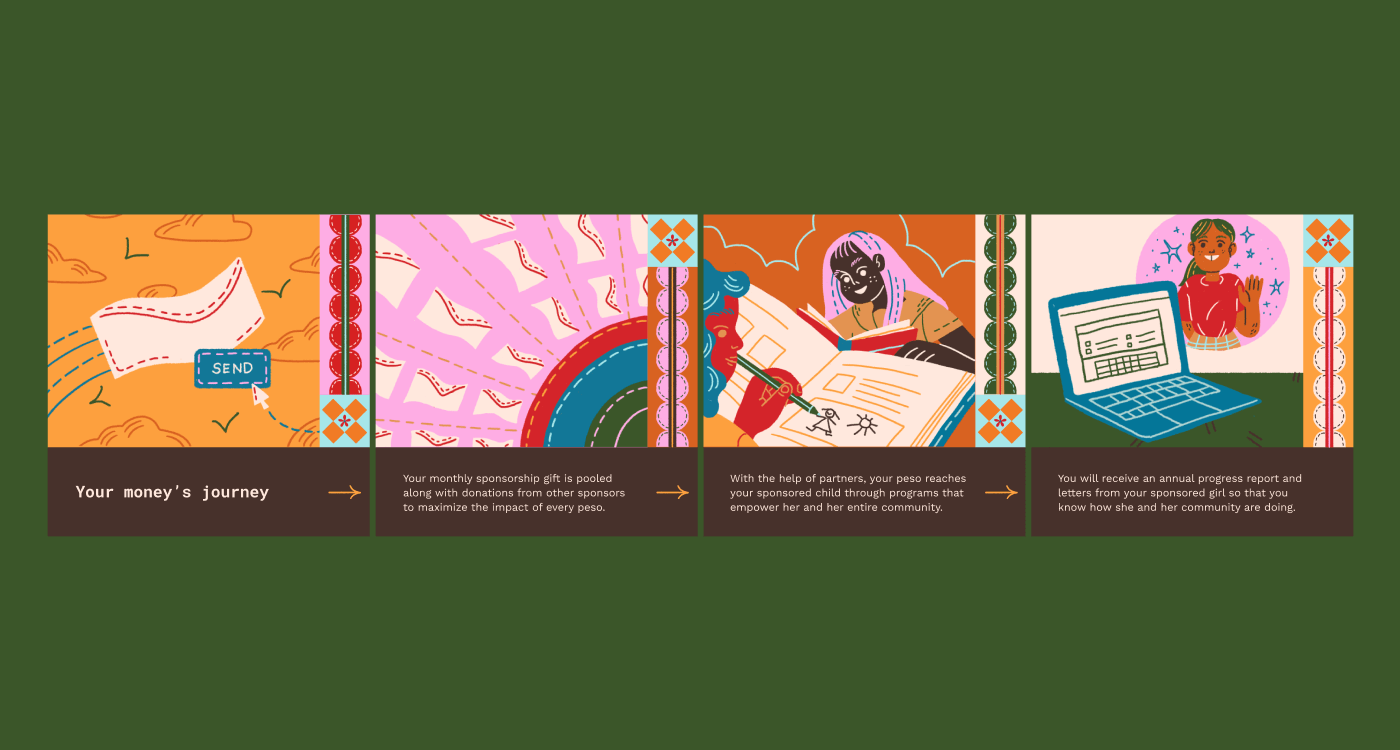 SEND
Your money's journey
Your monthly sponsorship gift is pooled
along with donations from other sponsors
to maximize the impact of every peso.
With the help of partners, your peso reaches
your sponsored child through programs that
empower her and her entire community.
You will receive an annual progress report and
letters from your sponsored girl so that you
know how she and her community are doing.